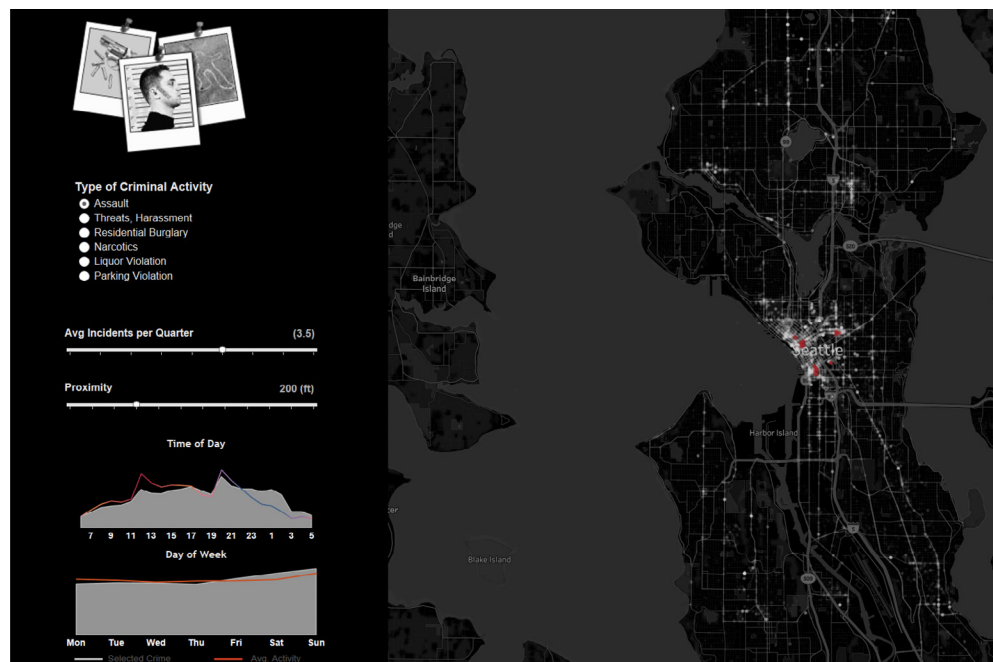 Type of Criminal Activity
Assault
Threats, Harassment
Residential Burglary
Narcotics
Liquor Violation
Parking Violation
Avg Incidents per Quarter (3.5)
Proximity 200 (ft)
Time of Day
7 9 11 13 15 17 19 21 23 1 3 5
Day of Week
Mon Tue Wed Thu Fri Sat Sun
Selected Crime Avg. Activity
Bainbridge
Island
Seattle
Harbor Island
Blake Island